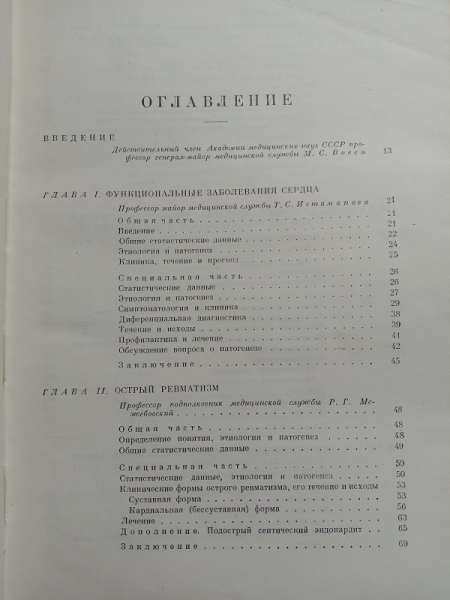 ОГЛАВЛЕНИЕ
ВВЕДЕНИЕ
Действительный член Академии медицинских наук СССР про-
фессор генерал-майор медицинской службы М. С. Вовси 13
ГЛАВА I. ФУНКЦИОНАЛЬНЫЕ ЗАБОЛЕВАНИЯ СЕРДЦА
Профессор майор медицинской службы Т. С. Истаманова 21
Общая часть 21
Введение 21
Общие статистические данные 22
Этиология и патогенез 24
Клиника, течение и прогноз 25
Специальная часть 26
Статистические данные 26
Этиология и патогенез 27
Симптоматология и клиника 29
Диференциальная диагностика 38
Течение и исходы 39
Профилактика и лечение 41
Обсуждение вопроса о патогенезе 42
Заключение 45
ГЛАВА II. ОСТРЫЙ РЕВМАТИЗМ
Профессор подполковник медицинской службы Р. Г. Ме-
жебовский 48
Общая часть 48
Определение понятия, этиология и патогенез 48
Общие статистические данные 49
Специальная часть 50
Статистические данные, этиология и патогенез 50
Клинические формы острого ревматизма, его течение и исходы 53
Суставная форма 53
Кардиальная (бессуставная) форма 56
Лечение 63
Дополнение. Подострый септический эндокардит 65
Заключение 69